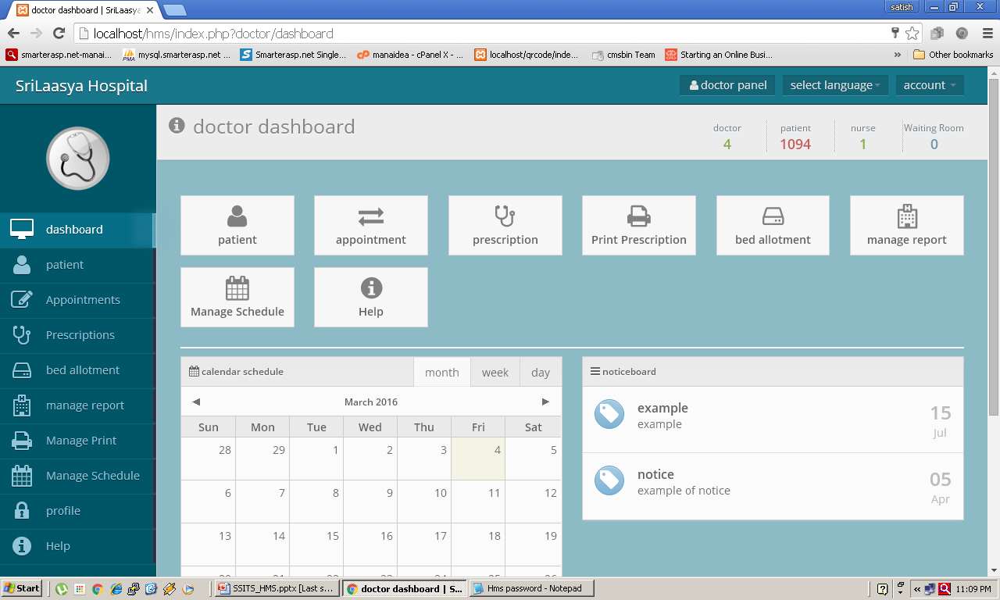 doctor dashboard | SriLaasya
satish
localhost/hms/index.php?doctor/dashboard
smarterasp.net-manai...
mysql.smarterasp.net ...
Smarterasp.net Single...
manaidea - cPanel X - ...
localhost/qrcode/inde...
cmsbin Team
Starting an Online Busi...
»
Other bookmarks
SriLaasya Hospital
doctor panel
select language
account
doctor dashboard
doctor
patient
nurse
Waiting Room
4
1094
1
0
dashboard
patient
Appointments
Prescriptions
bed allotment
manage report
Manage Print
Manage Schedule
profile
Help
patient
appointment
prescription
Print Prescription
bed allotment
manage report
Manage Schedule
Help
calendar schedule
month
week
day
March 2016
Sun Mon Tue Wed Thu Fri Sat
28 29 1 2 3 4 5
6 7 8 9 10 11 12
13 14 15 16 17 18 19
noticeboard
example
example
15
Jul
notice
example of notice
05
Apr
Start
SSITS_HMS.pptx [Last s...
doctor dashboard | S...
Hms password - Notepad
11:09 PM